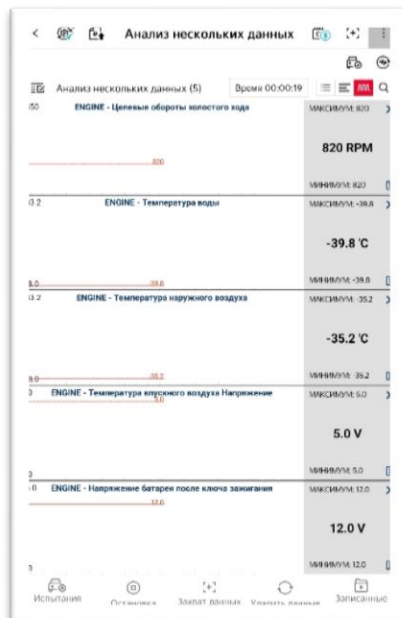 Анализ нескольких данных
Анализ нескольких данных (5) Время 00:00:19
ENGINE - Целевые обороты холостого хода МАКСИМУМ: 820
820 RPM
820
МИНИМУМ: 820
ENGINE - Температура воды МАКСИМУМ: -39.8
-39.8 °C
-39.8
МИНИМУМ: -39.8
ENGINE - Температура наружного воздуха МАКСИМУМ: -35.2
-35.2 °C
-35.2
МИНИМУМ: -35.2
ENGINE - Температура впускного воздуха Напряжение МАКСИМУМ: 5.0
5.0
5.0 V
МИНИМУМ: 5.0
ENGINE - Напряжение батареи после ключа зажигания МАКСИМУМ: 12.0
12.0
12.0 V
МИНИМУМ: 12.0
Испытания Остановка Захват данных Удалить данные Записанные